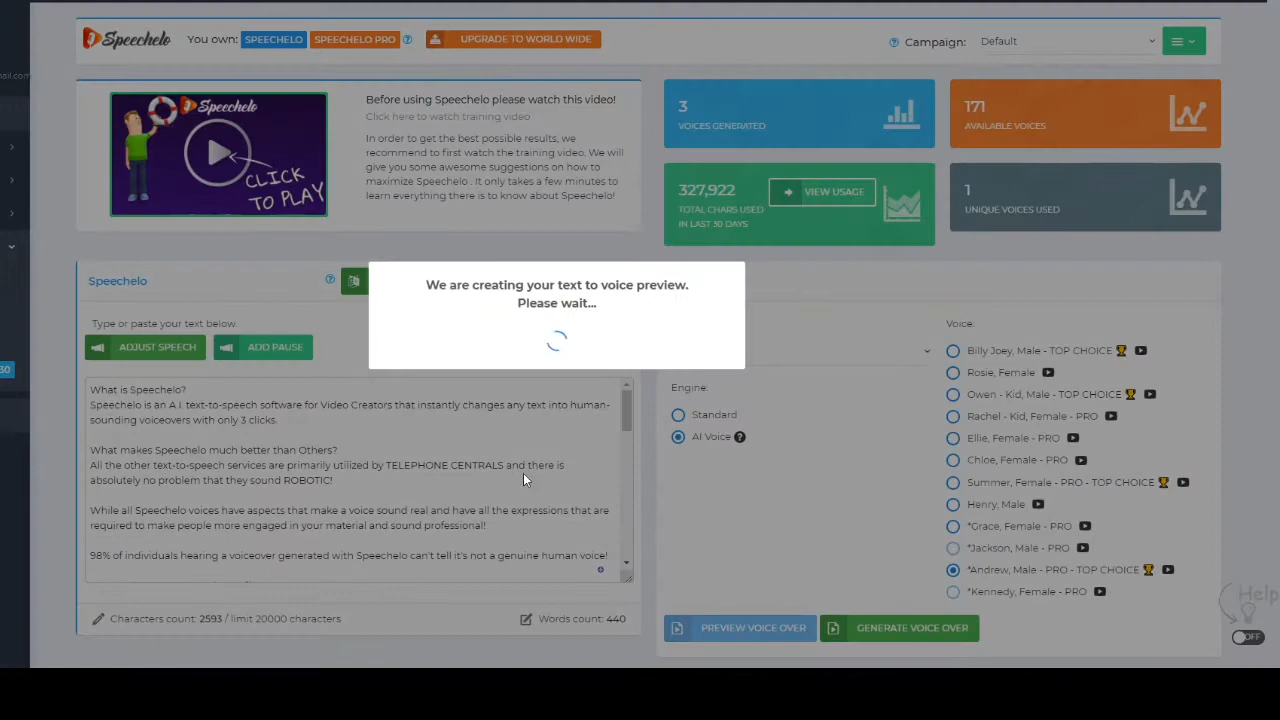 Speechelo
You own:
SPEECHELO
SPEECHELO PRO
UPGRADE TO WORLD WIDE
Campaign:
Default
ail.com
Speechelo
CLICK
TO PLAY
Before using Speechelo please watch this video!
Click here to watch training video
In order to get the best possible results, we
recommend to first watch the training video. We will
give you some awesome suggestions on how to
maximize Speechelo . It only takes a few minutes to
learn everything there is to know about Speechelo!
3
VOICES GENERATED
171
AVAILABLE VOICES
327,922
TOTAL CHARS USED
IN LAST 30 DAYS
VIEW USAGE
1
UNIQUE VOICES USED
Speechelo
We are creating your text to voice preview.
Please wait...
Type or paste your text below.
ADJUST SPEECH
ADD PAUSE
30
What is Speechelo?
Speechelo is an A.I. text-to-speech software for Video Creators that instantly changes any text into human-
sounding voiceovers with only 3 clicks.
What makes Speechelo much better than Others?
All the other text-to-speech services are primarily utilized by TELEPHONE CENTRALS and there is
absolutely no problem that they sound ROBOTIC!
While all Speechelo voices have aspects that make a voice sound real and have all the expressions that are
required to make people more engaged in your material and sound professional!
98% of individuals hearing a voiceover generated with Speechelo can't tell it's not a genuine human voice!
Characters count: 2593 / limit 20000 characters
Words count: 440
Engine:
Standard
AI Voice
Voice:
Billy Joey, Male - TOP CHOICE
Rosie, Female
Owen - Kid, Male - TOP CHOICE
Rachel - Kid, Female - PRO
Ellie, Female - PRO
Chloe, Female - PRO
Summer, Female - PRO - TOP CHOICE
Henry, Male
*Grace, Female - PRO
*Jackson, Male - PRO
*Andrew, Male - PRO - TOP CHOICE
*Kennedy, Female - PRO
PREVIEW VOICE OVER
GENERATE VOICE OVER
Help
OFF